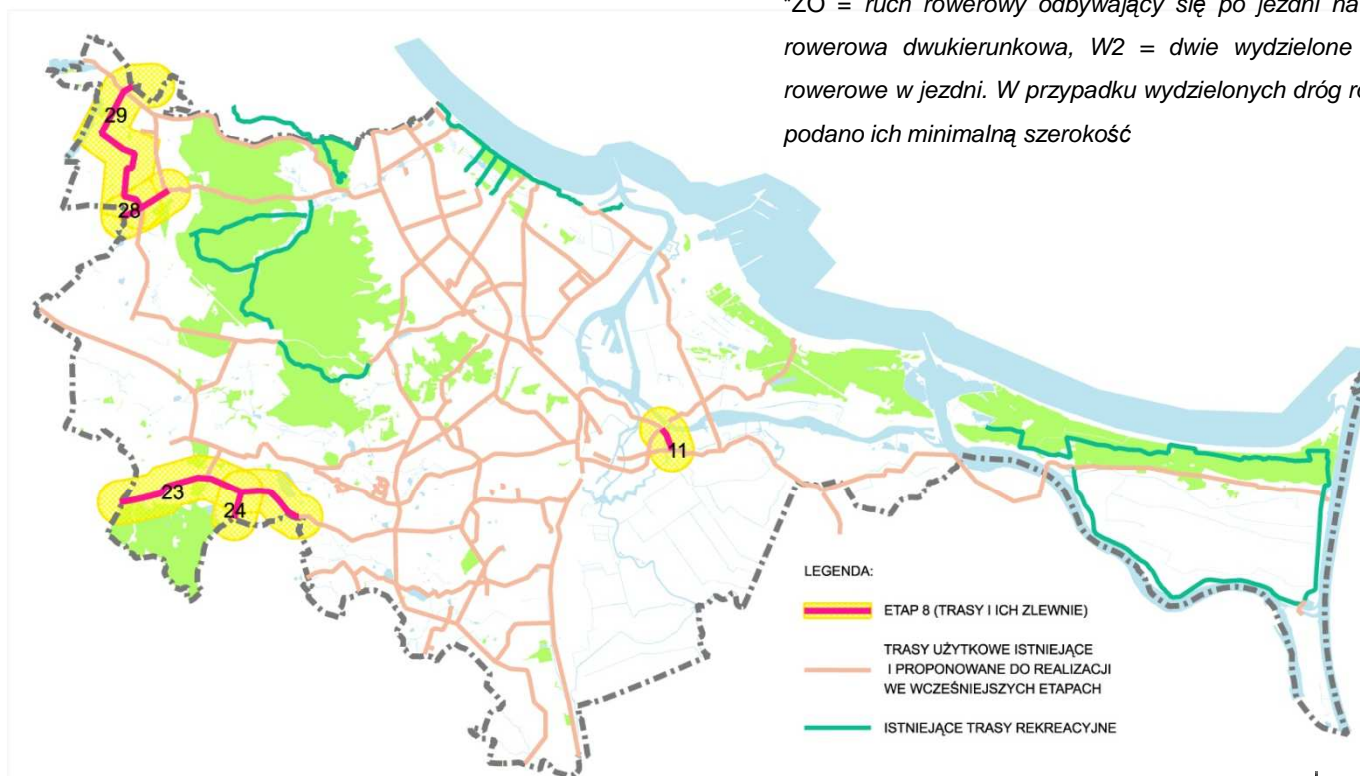 "ZO = ruch rowerowy odbywający się po jezdni na
rowerowa dwukierunkowa, W2 = dwie wydzielone
rowerowe w jezdni. W przypadku wydzielonych dróg
podano ich minimalną szerokość
29
28
11
23
24
LEGENDA:
ETAP 8 (TRASY I ICH ZLEWNIE)
TRASY UŻYTKOWE ISTNIEJĄCE
I PROPONOWANE DO REALIZACJI
WE WCZEŚNIEJSZYCH ETAPACH
ISTNIEJĄCE TRASY REKREACYJNE